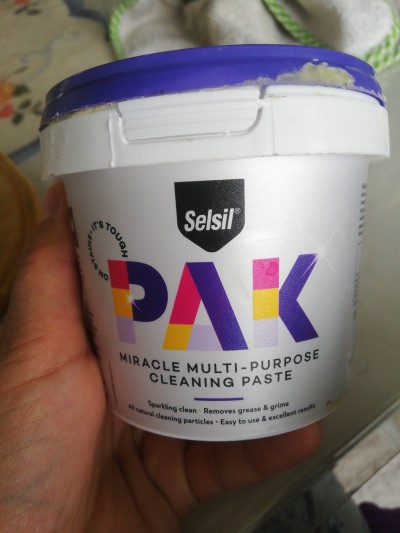 Selsil®
IT'S TOUGH
ON STAINS
PAK
MIRACLE MULTI-PURPOSE
CLEANING PASTE
Sparkling clean · Removes grease & grime
All natural cleaning particles · Easy to use & excellent results